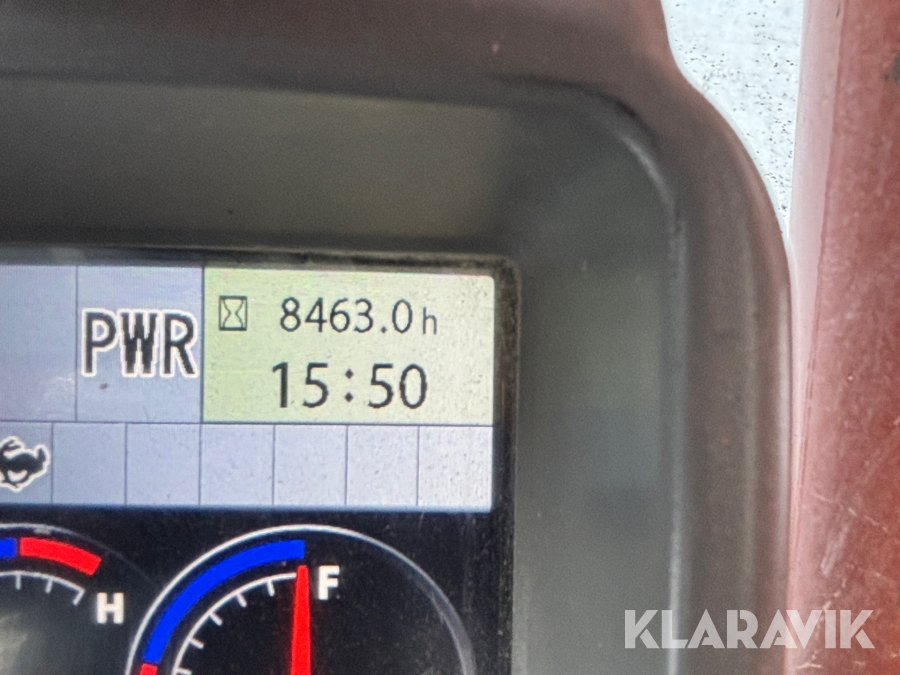 PWR
8463.0h
15:50
H
F
KLARAVIK